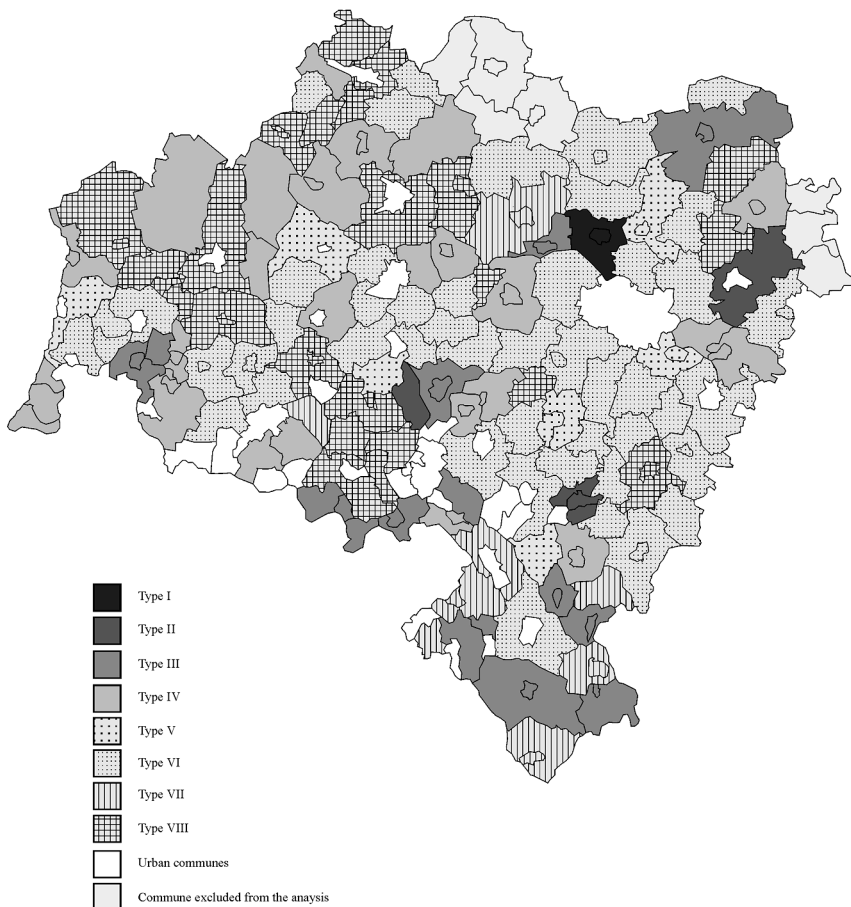 Type I
Type II
Type III
Type IV
Type V
Type VI
Type VII
Type VIII
Urban communes
Commune excluded from the anaysis